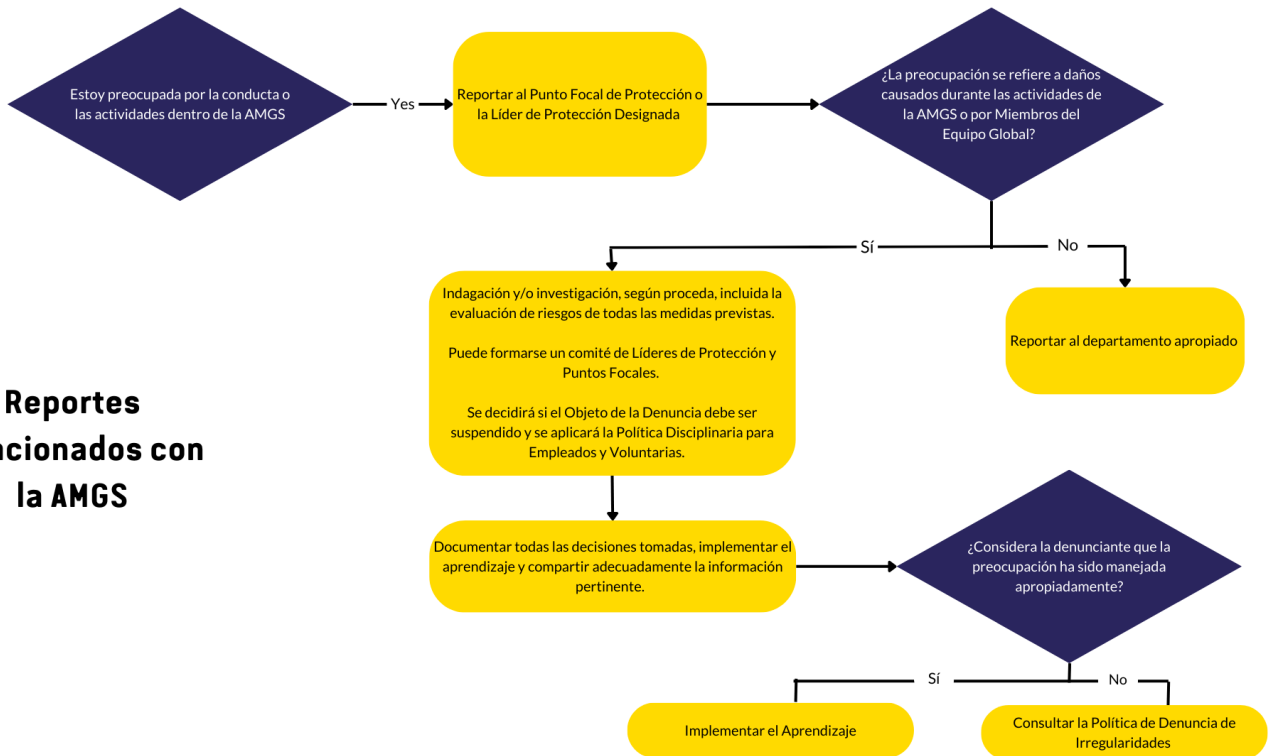 Estoy preocupada por la conducta o
las actividades dentro de la AMGS
Yes
Reportar al Punto Focal de Protección o
la Líder de Protección Designada
¿La preocupación se refiere a daños
causados durante las actividades de
la AMGS o por Miembros del
Equipo Global?
Sí
No
Indagación y/o investigación, según proceda, incluida la
evaluación de riesgos de todas las medidas previstas.
Puede formarse un comité de Líderes de Protección y
Puntos Focales.
Se decidirá si el Objeto de la Denuncia debe ser
suspendido y se aplicará la Política Disciplinaria para
Empleados y Voluntarias.
Reportar al departamento apropiado
Reportes
acionados con
la AMGS
Documentar todas las decisiones tomadas, implementar el
aprendizaje y compartir adecuadamente la información
pertinente.
¿Considera la denunciante que la
preocupación ha sido manejada
apropiadamente?
Sí
No
Implementar el Aprendizaje
Consultar la Política de Denuncia de
Irregularidades